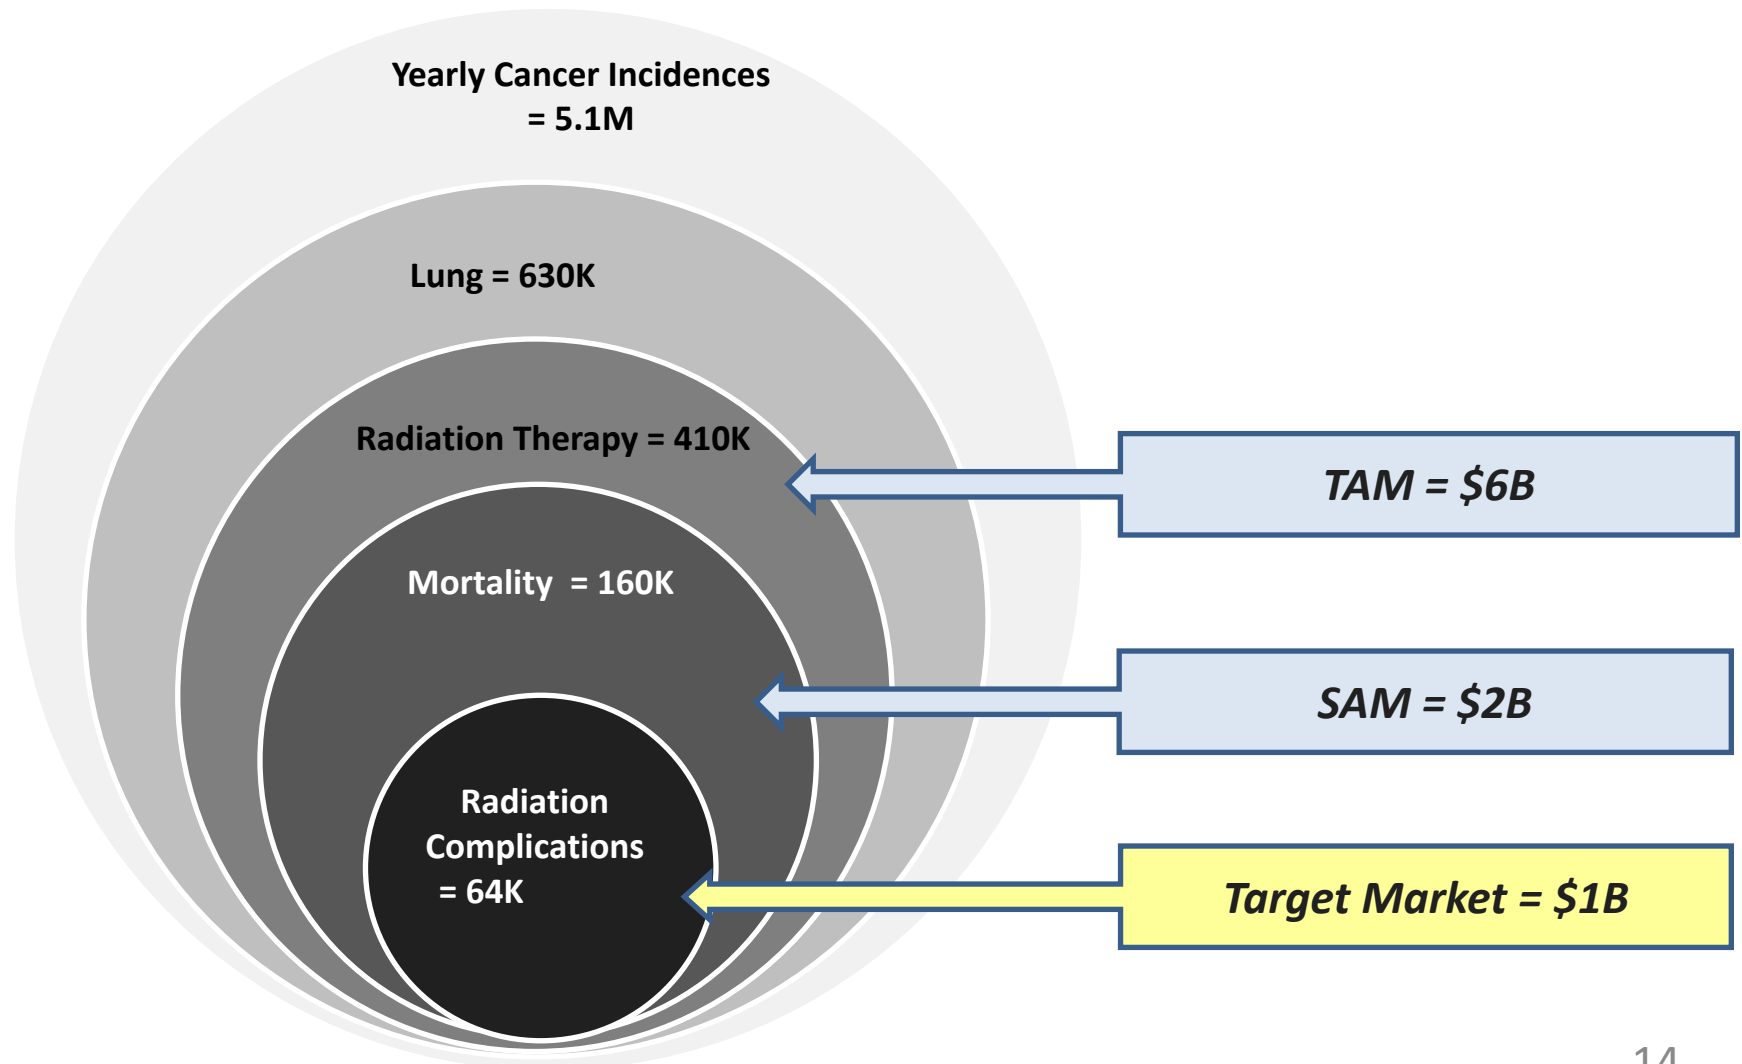 Yearly Cancer Incidences
= 5.1M
Lung = 630K
Radiation Therapy = 410K
TAM = $6B
Mortality  = 160K
SAM = $2B
Radiation
Complications
= 64K
Target Market = $1B
14